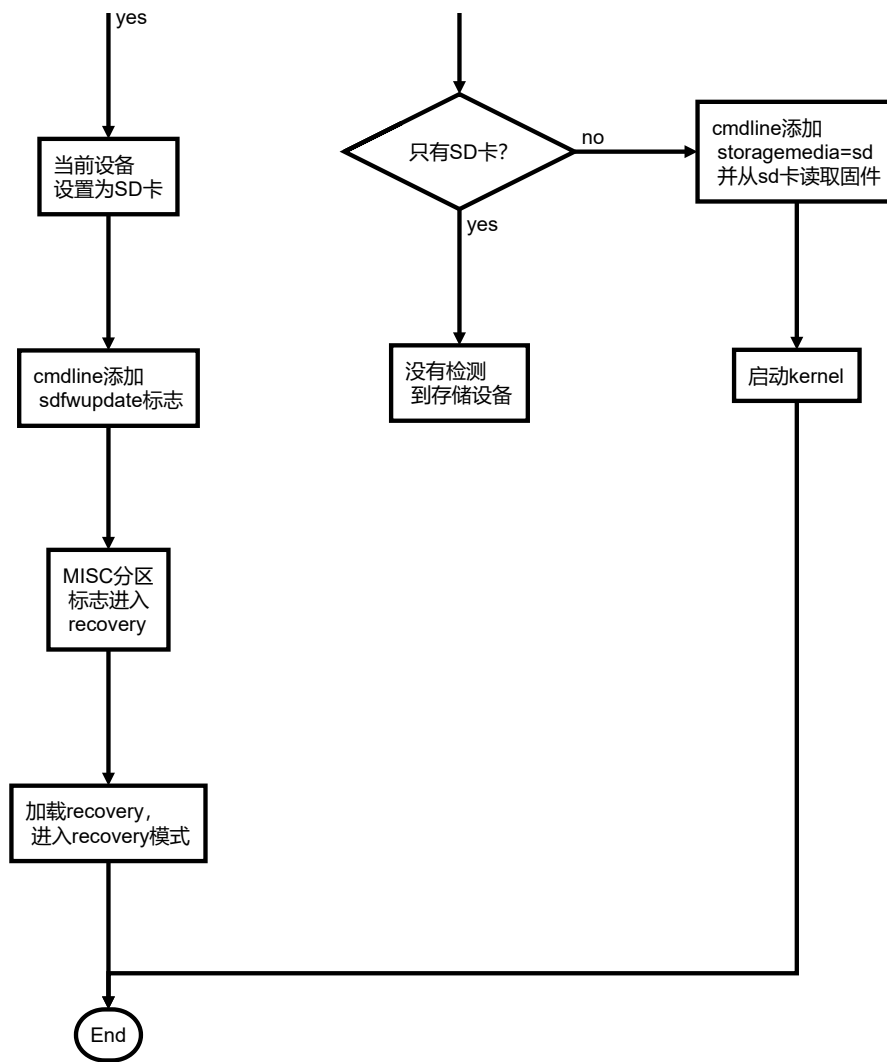 yes
当前设备
设置为SD卡
cmdline添加
sdfwupdate标志
MISC分区
标志进入
recovery
加载recovery，
进入recovery模式
End
只有SD卡？
no
yes
没有检测
到存储设备
cmdline添加
storagemedia=sd
并从sd卡读取固件
启动kernel